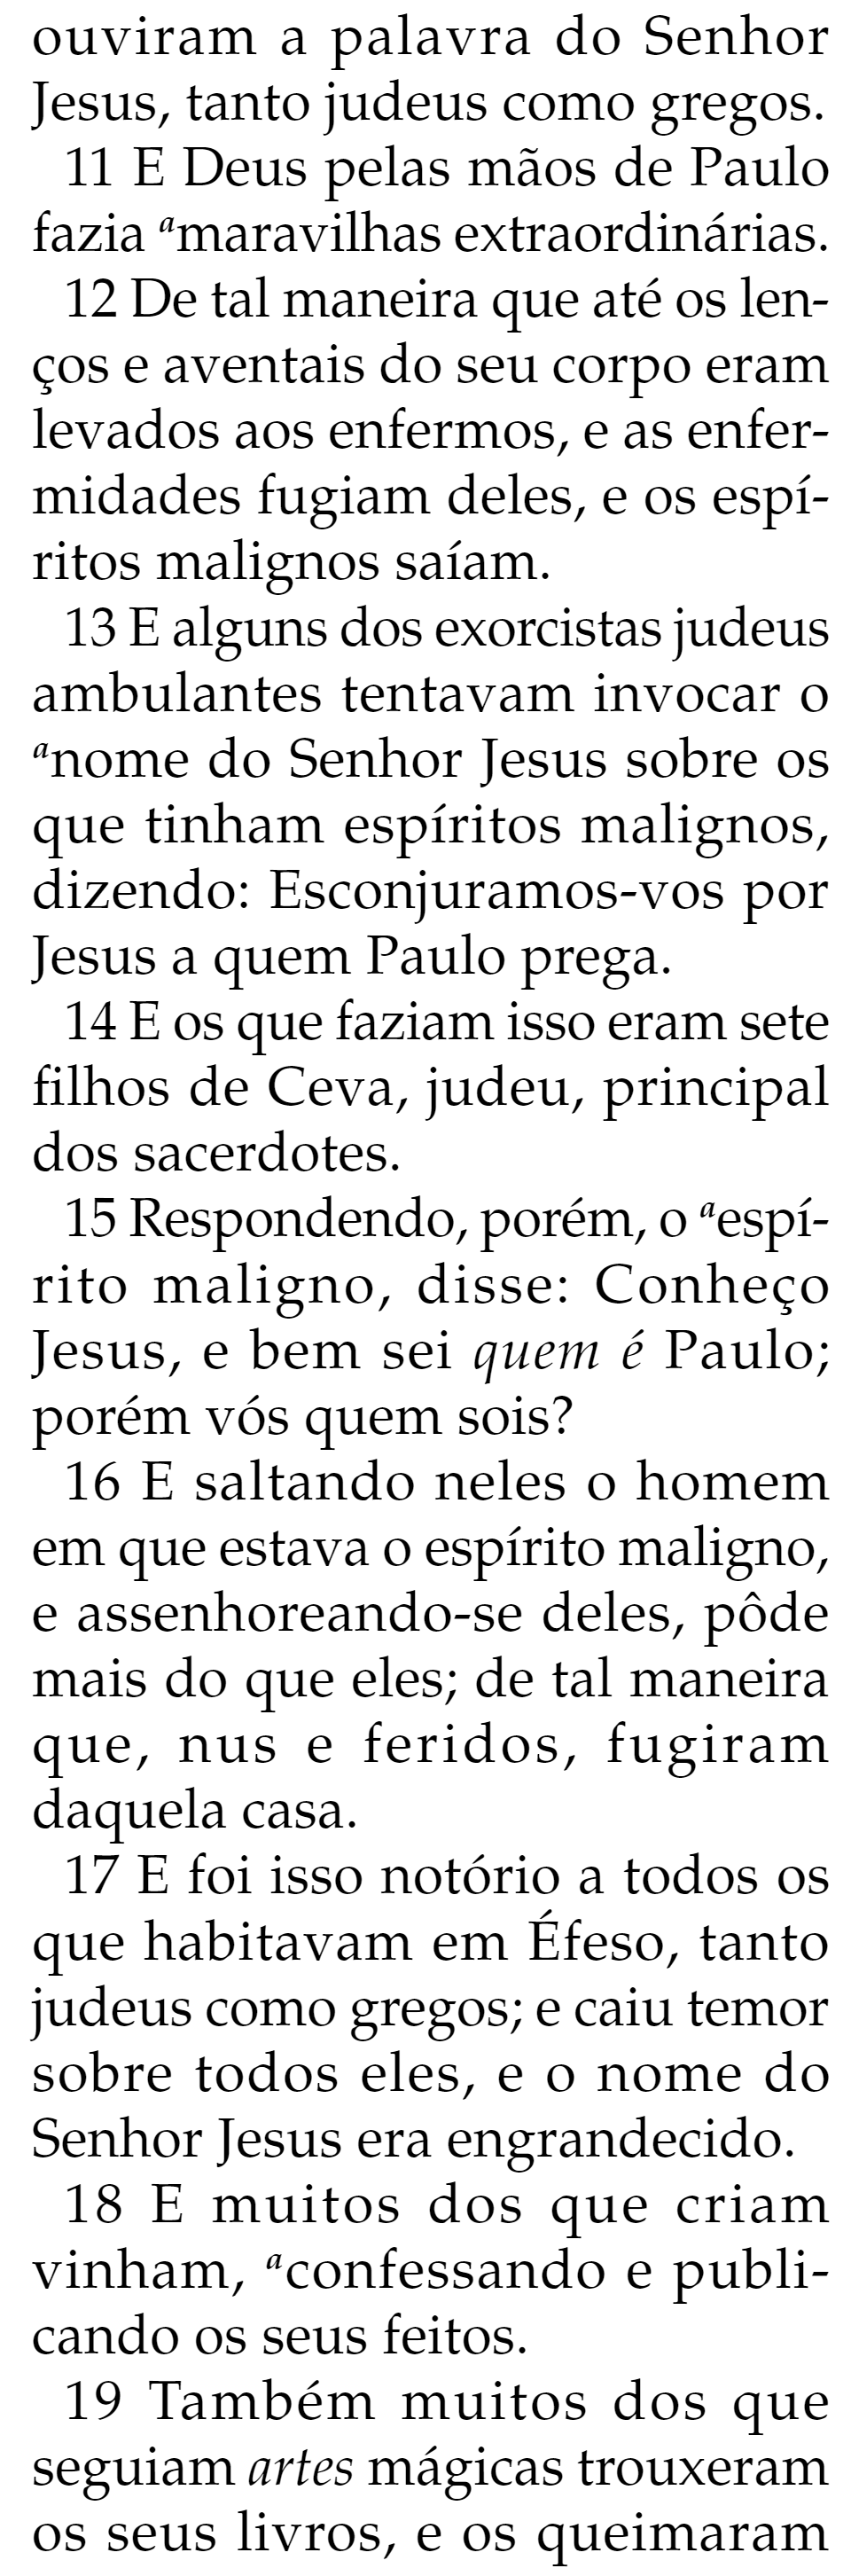 ouviram a palavra do Senhor
Jesus, tanto judeus como gregos.
11 E Deus pelas mãos de Paulo
fazia ᵃmaravilhas extraordinárias.
12 De tal maneira que até os len-
ços e aventais do seu corpo eram
levados aos enfermos, e as enfer-
midades fugiam deles, e os espí-
ritos malignos saíam.
13 E alguns dos exorcistas judeus
ambulantes tentavam invocar o
ᵃnome do Senhor Jesus sobre os
que tinham espíritos malignos,
dizendo: Esconjuramos-vos por
Jesus a quem Paulo prega.
14 E os que faziam isso eram sete
filhos de Ceva, judeu, principal
dos sacerdotes.
15 Respondendo, porém, o ᵃespí-
rito maligno, disse: Conheço
Jesus, e bem sei quem é Paulo;
porém vós quem sois?
16 E saltando neles o homem
em que estava o espírito maligno,
e assenhoreando-se deles, pôde
mais do que eles; de tal maneira
que, nus e feridos, fugiram
daquela casa.
17 E foi isso notório a todos os
que habitavam em Éfeso, tanto
judeus como gregos; e caiu temor
sobre todos eles, e o nome do
Senhor Jesus era engrandecido.
18 E muitos dos que criam
vinham, ᵃconfessando e publi-
cando os seus feitos.
19 Também muitos dos que
seguiam artes mágicas trouxeram
os seus livros, e os queimaram